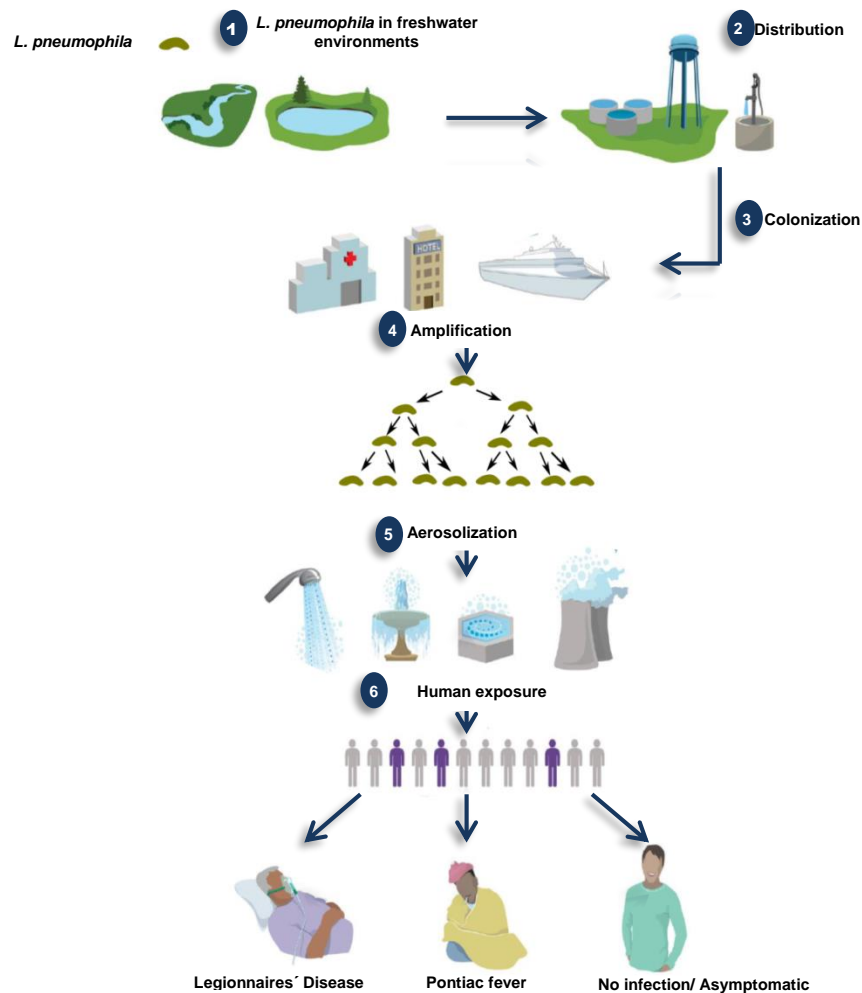 L. pneumophila
1
L. pneumophila in freshwater
environments
2
Distribution
3
Colonization
HOTEL
4
Amplification
5
Aerosolization
6
Human exposure
Legionnaires´ Disease
Pontiac fever
No infection/ Asymptomatic